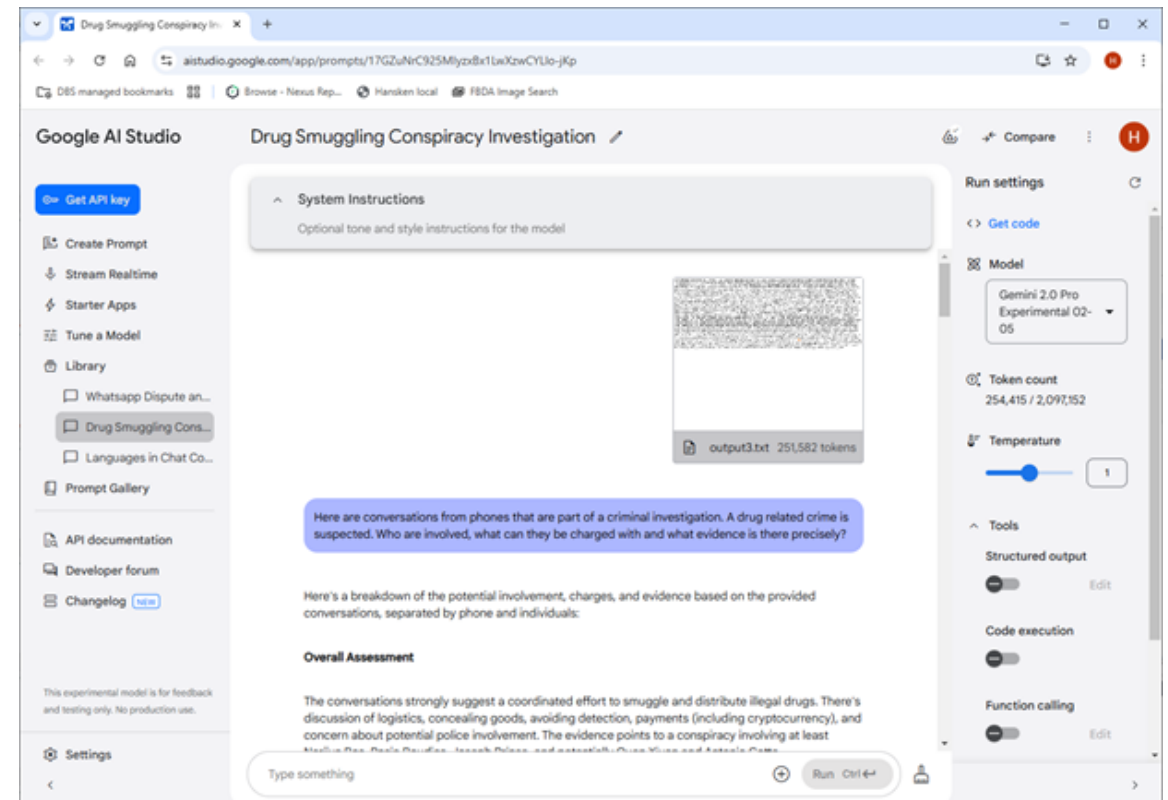 Drug Smuggling Conspiracy In
aistudio.google.com/app/prompts/17GZuNrC925MIyzxBx1LwXzwCYUo-jKp
H
DBS managed bookmarks
Browse - Nexus Rep...
Hansken local
FBDA Image Search
Google AI Studio
Drug Smuggling Conspiracy Investigation
Compare
H
Get API key
Create Prompt
Stream Realtime
Starter Apps
Tune a Model
Library
Whatsapp Dispute an...
Drug Smuggling Cons...
Languages in Chat Co...
Prompt Gallery
API documentation
Developer forum
Changelog NEW
This experimental model is for feedback
and testing only. No production use.
Settings
System Instructions
Optional tone and style instructions for the model
output3.txt 251,582 tokens
Here are conversations from phones that are part of a criminal investigation. A drug related crime is
suspected. Who are involved, what can they be charged with and what evidence is there precisely?
Here's a breakdown of the potential involvement, charges, and evidence based on the provided
conversations, separated by phone and individuals:
Overall Assessment
The conversations strongly suggest a coordinated effort to smuggle and distribute illegal drugs. There's
discussion of logistics, concealing goods, avoiding detection, payments (including cryptocurrency), and
concern about potential police involvement. The evidence points to a conspiracy involving at least
Type something
Run Ctrl
Run settings
Get code
Model
Gemini 2.0 Pro
Experimental 02-
05
Token count
254,415 / 2,097,152
Temperature
1
Tools
Structured output
Edit
Code execution
Function calling
Edit